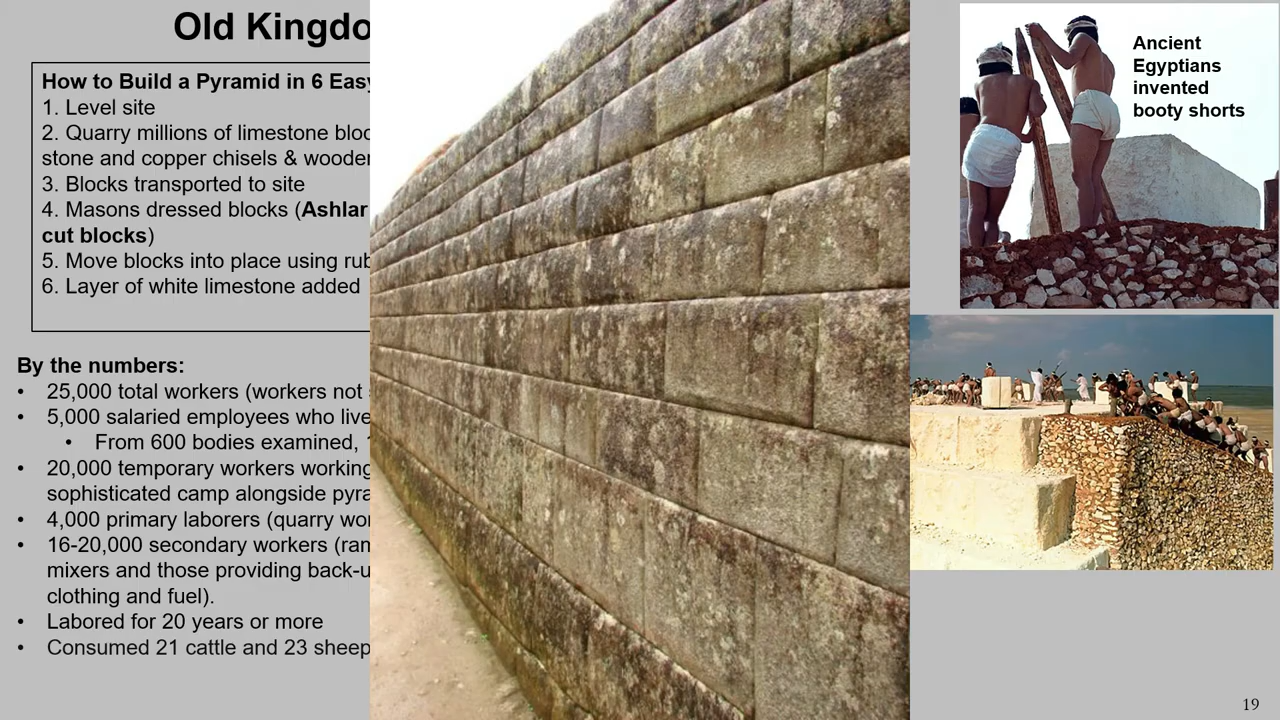 Old Kingdo
How to Build a Pyramid in 6 Easy
1. Level site
2. Quarry millions of limestone bloc
stone and copper chisels & wooden
3. Blocks transported to site
4. Masons dressed blocks (Ashlar
cut blocks)
5. Move blocks into place using rub
6. Layer of white limestone added
By the numbers:
• 25,000 total workers (workers not
• 5,000 salaried employees who live
• From 600 bodies examined,
• 20,000 temporary workers working
sophisticated camp alongside pyra
• 4,000 primary laborers (quarry wor
• 16-20,000 secondary workers (ram
mixers and those providing back-u
clothing and fuel).
• Labored for 20 years or more
• Consumed 21 cattle and 23 sheep
Ancient
Egyptians
invented
booty shorts
19